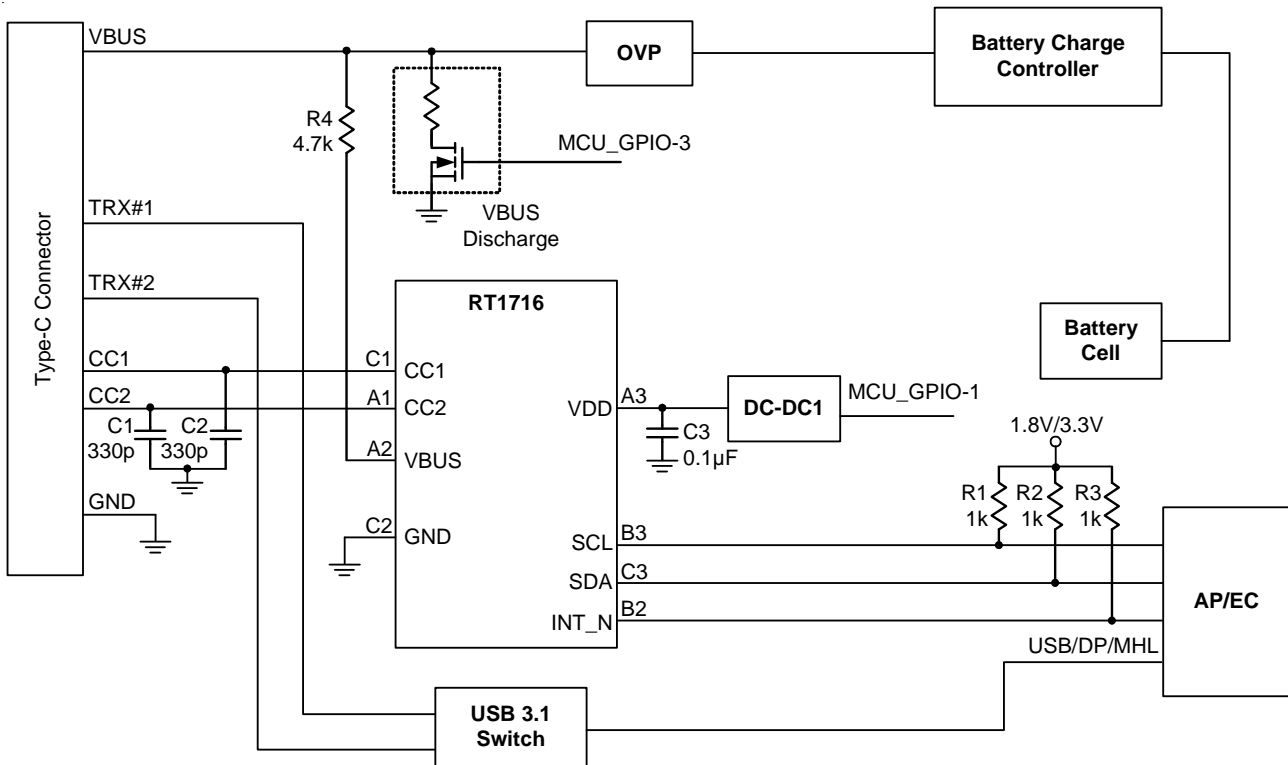 VBUS
OVP
Battery Charge
Controller
R4
4.7k
MCU_GPIO-3
VBUS
Discharge
Type-C Connector
TRX#1
TRX#2
RT1716
Battery
Cell
CC1
C1
CC1
CC2
A1
CC2
C1
330p
C2
330p
A2
VBUS
VDD
A3
DC-DC1
MCU_GPIO-1
C3
0.1µF
1.8V/3.3V
R1
1k
R2
1k
R3
1k
GND
C2
GND
SCL
B3
SDA
C3
INT_N
B2
AP/EC
USB/DP/MHL
USB 3.1
Switch